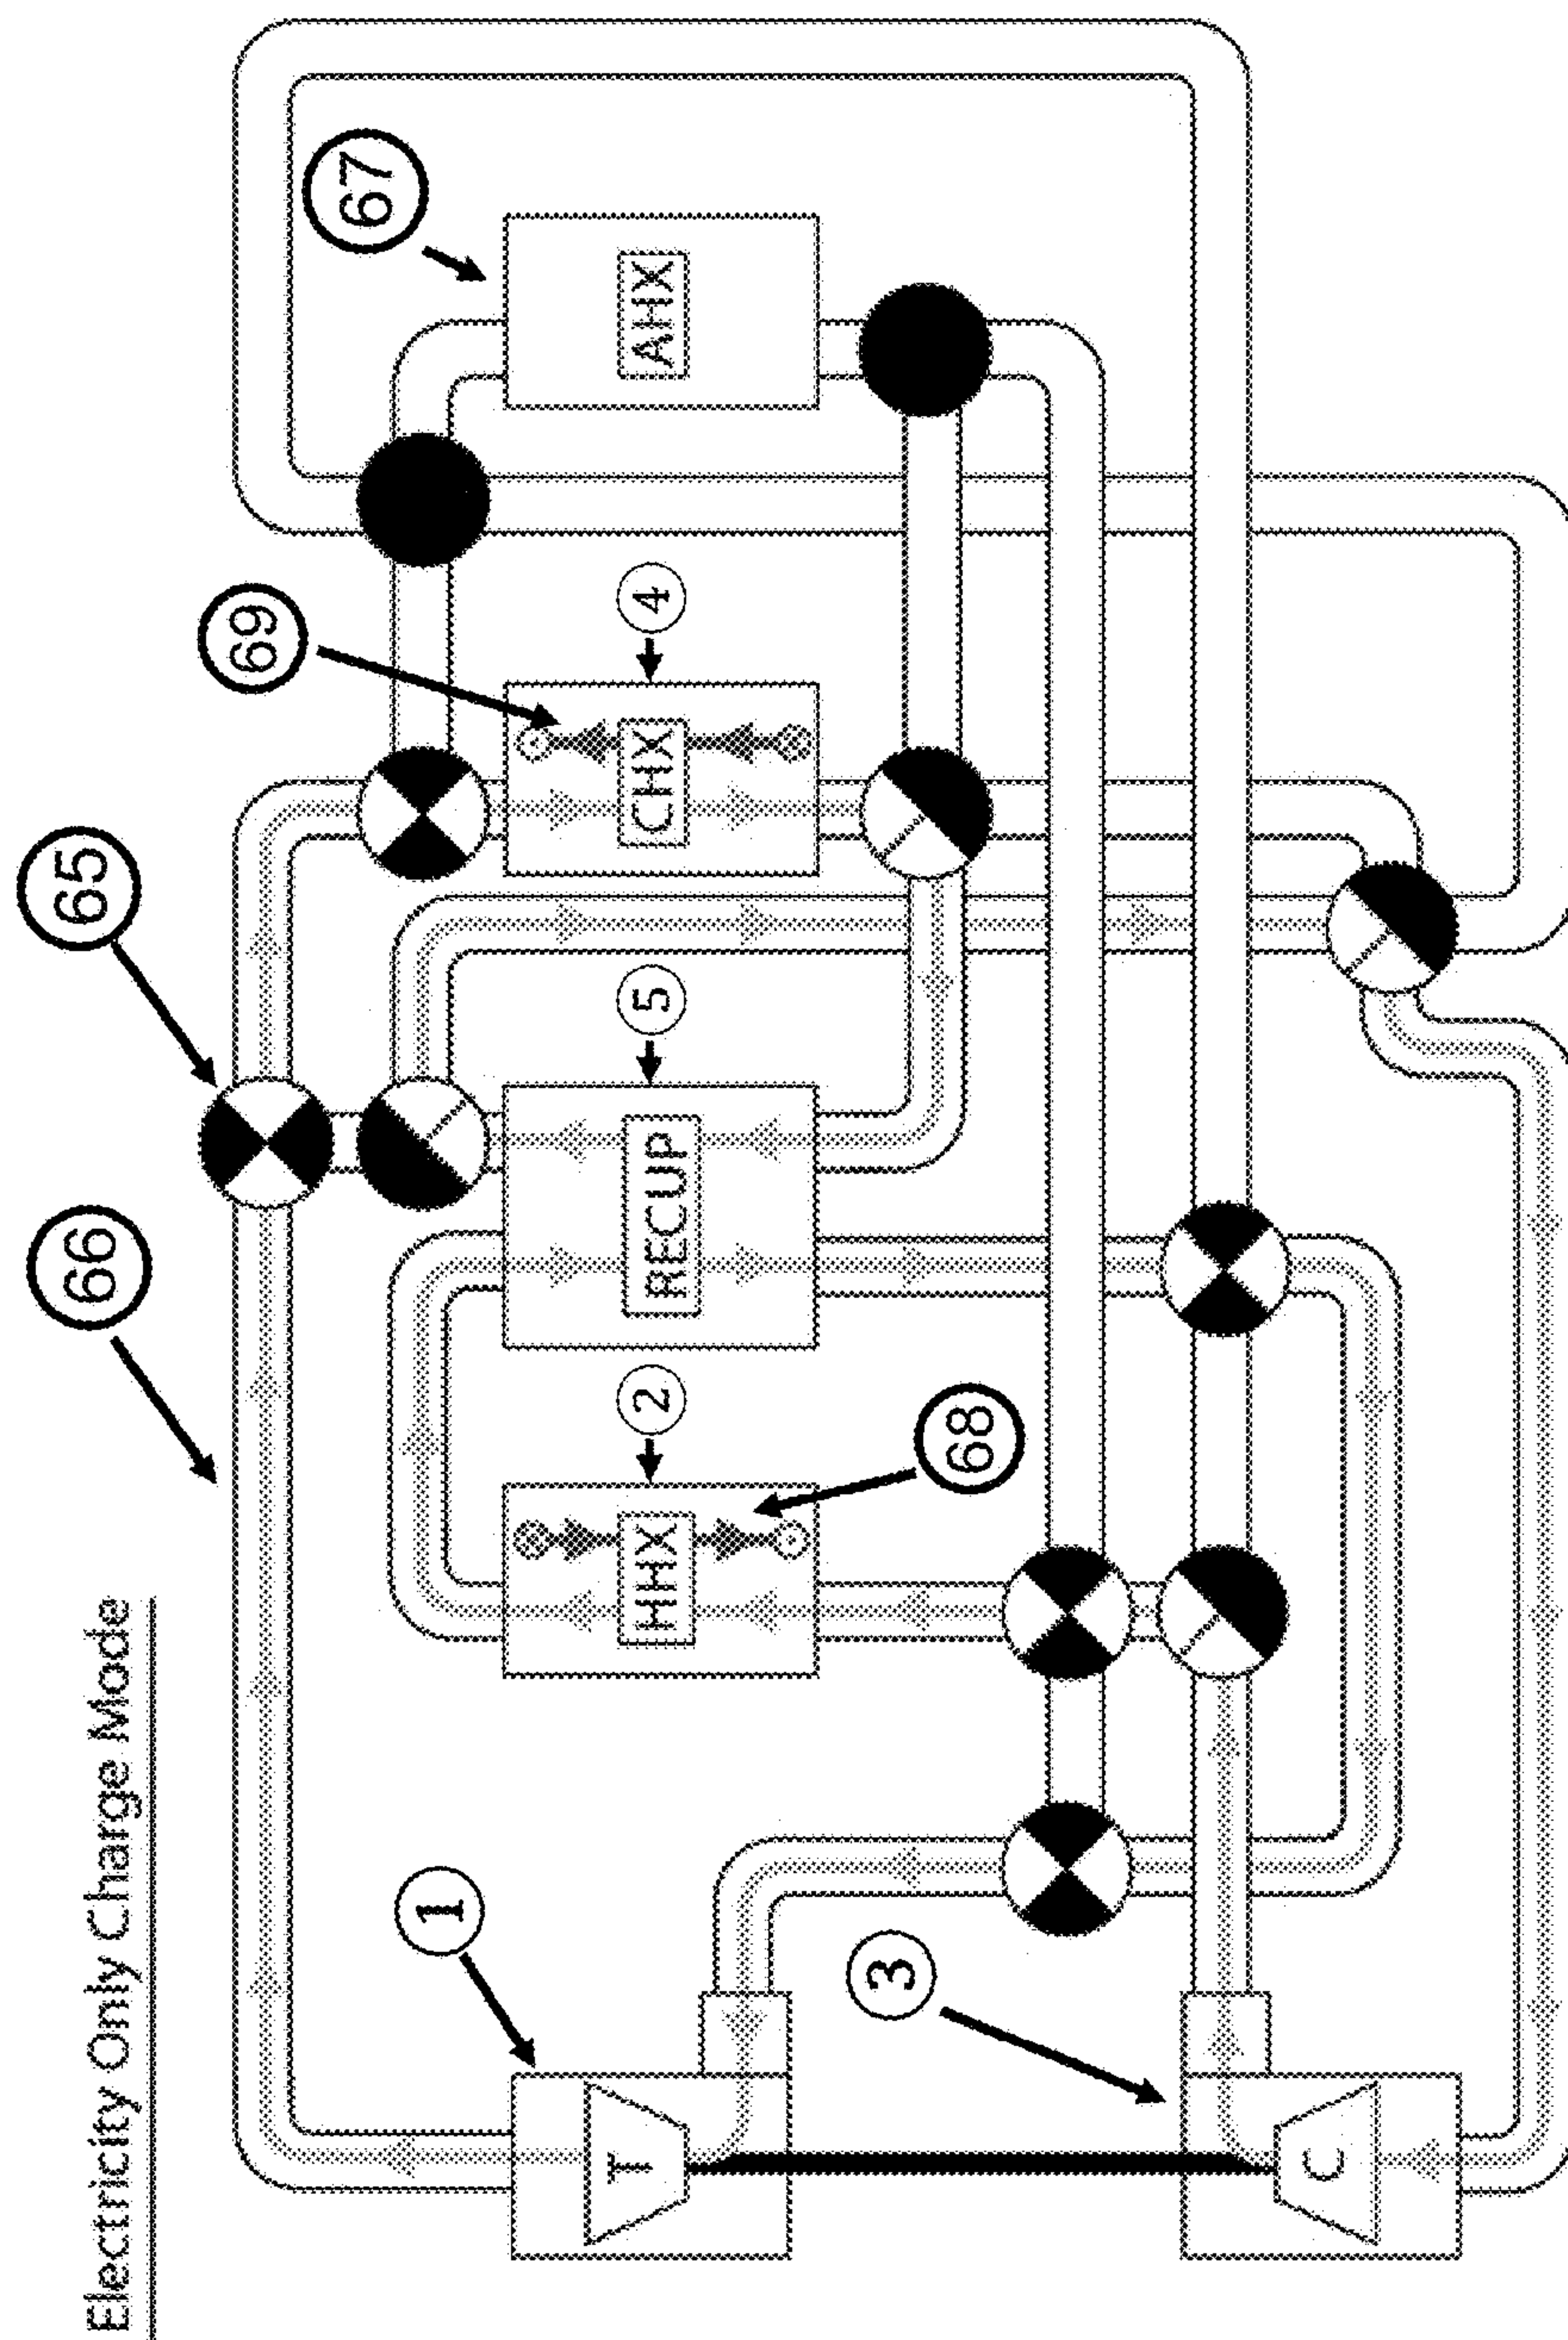 Electricity Only Charge Mode
66
65
69
67
1
2
5
4
T
HHX
RECUP
CHX
AHX
3
68
C